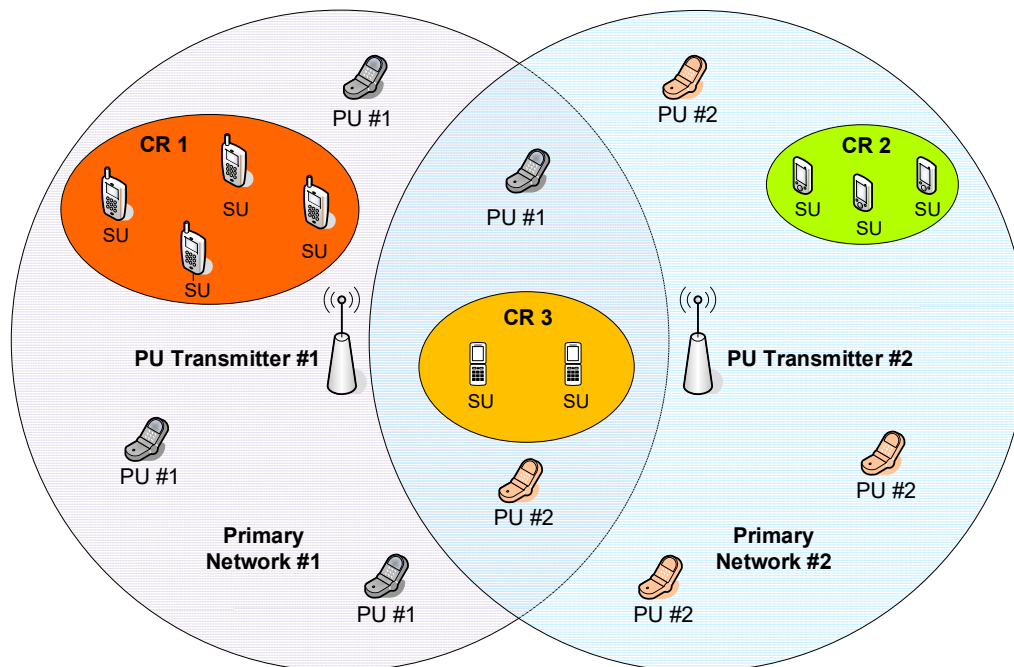 PU #1
PU #2
CR 1
SU
SU
SU
SU
PU #1
CR 2
SU
SU
SU
PU Transmitter #1
CR 3
SU
SU
PU Transmitter #2
PU #1
PU #2
PU #2
Primary
Network #1
Primary
Network #2
PU #1
PU #2